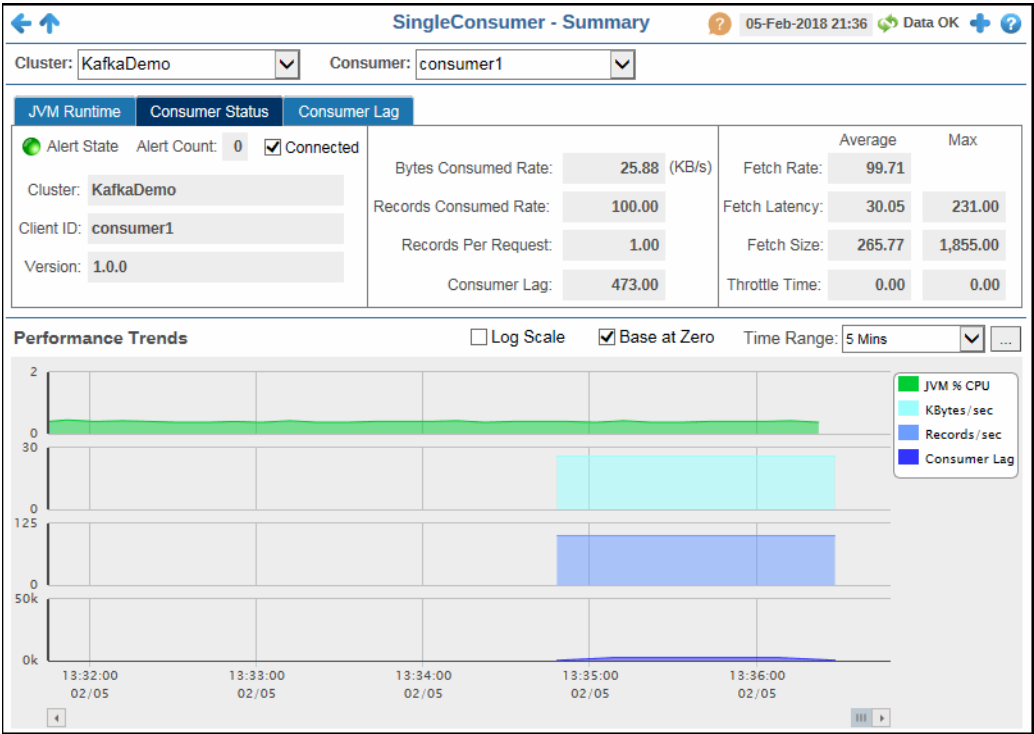 SingleConsumer - Summary ? 05-Feb-2018 21:36 Data OK ?
Cluster: KafkaDemo Consumer: consumer1
JVM Runtime Consumer Status Consumer Lag
Alert State Alert Count: 0 Connected
Cluster: KafkaDemo
Client ID: consumer1
Version: 1.0.0
Bytes Consumed Rate: 25.88 (KB/s)
Records Consumed Rate: 100.00
Records Per Request: 1.00
Consumer Lag: 473.00
Average Max
Fetch Rate: 99.71
Fetch Latency: 30.05 231.00
Fetch Size: 265.77 1,855.00
Throttle Time: 0.00 0.00
Performance Trends Log Scale Base at Zero Time Range: 5 Mins ...
2
0
30
0
125
0
50k
0k
JVM % CPU
KBytes/sec
Records/sec
Consumer Lag
13:32:00 13:33:00 13:34:00 13:35:00 13:36:00
02/05 02/05 02/05 02/05 02/05